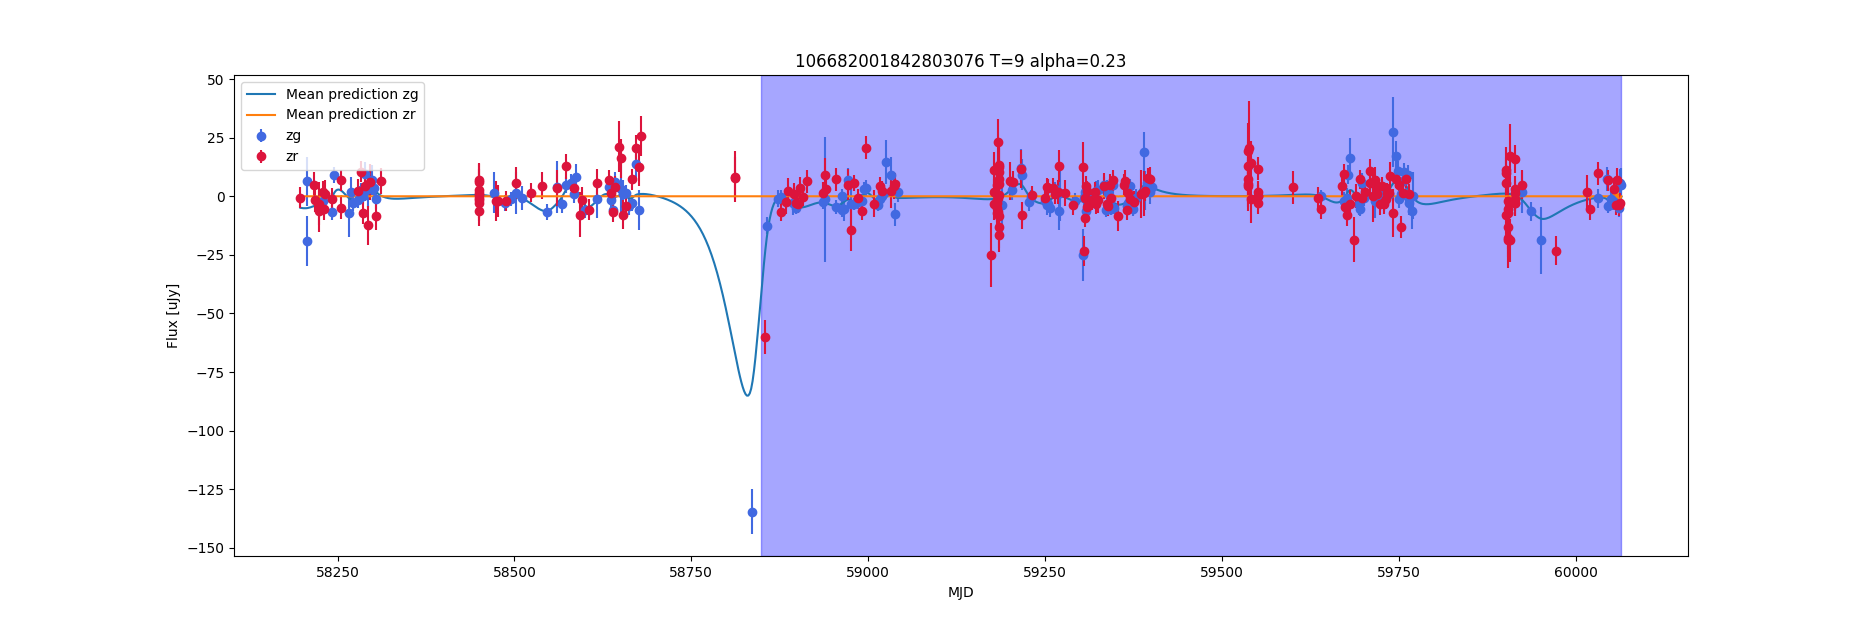 106682001842803076 T=9 alpha=0.23
50
25
0
−25
−50
−75
−100
−125
−150
Flux [uJy]
Mean prediction zg
Mean prediction zr
zg
zr
58250 58500 58750 59000 59250 59500 59750 60000
MJD